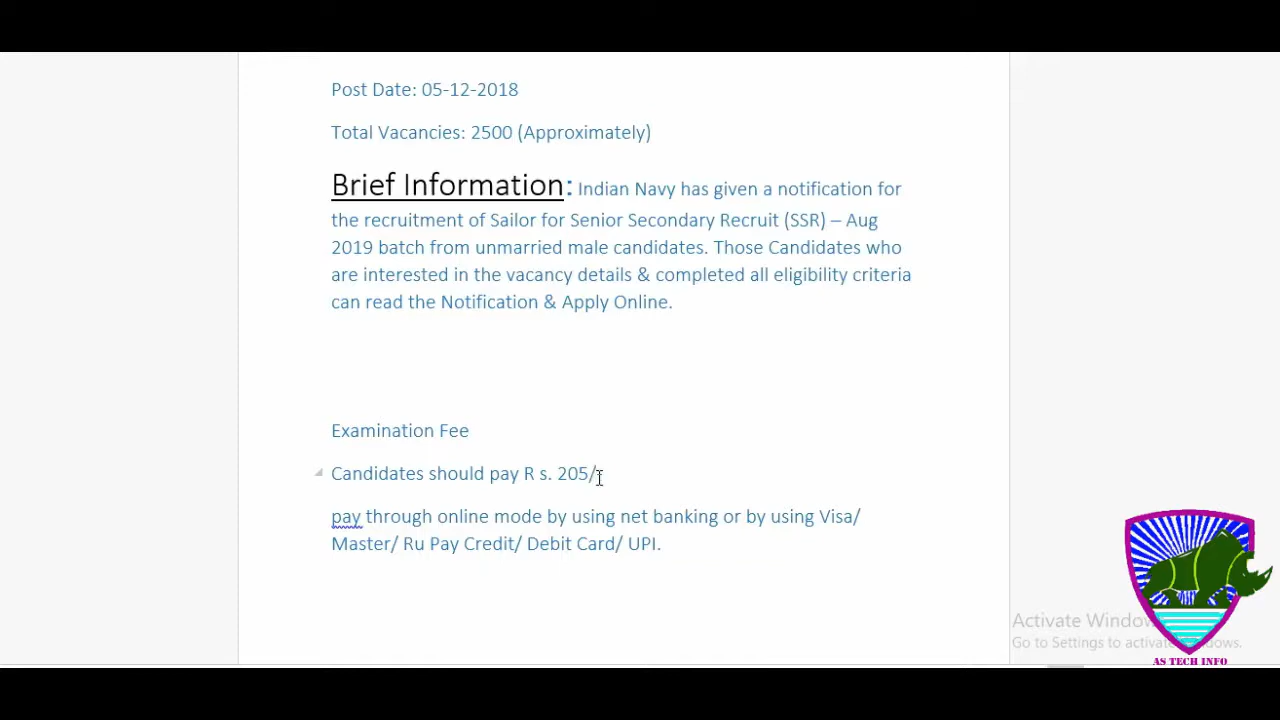 Post Date: 05-12-2018
Total Vacancies: 2500 (Approximately)
Brief Information: Indian Navy has given a notification for
the recruitment of Sailor for Senior Secondary Recruit (SSR) – Aug
2019 batch from unmarried male candidates. Those Candidates who
are interested in the vacancy details & completed all eligibility criteria
can read the Notification & Apply Online.
Examination Fee
Candidates should pay R s. 205/
pay through online mode by using net banking or by using Visa/
Master/ Ru Pay Credit/ Debit Card/ UPI.
Activate Windows
Go to Settings to activate Windows.
AS TECH INFO